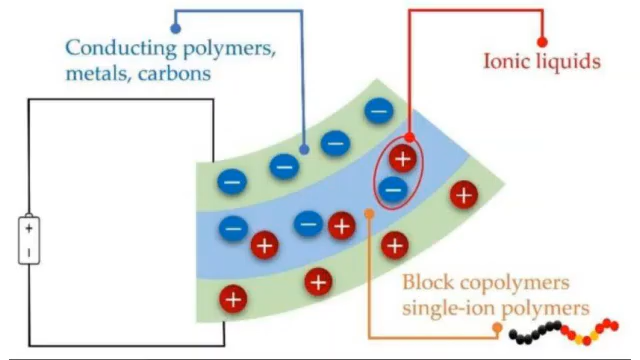 Conducting polymers,
metals, carbons
Ionic liquids
Block copolymers
single-ion polymers